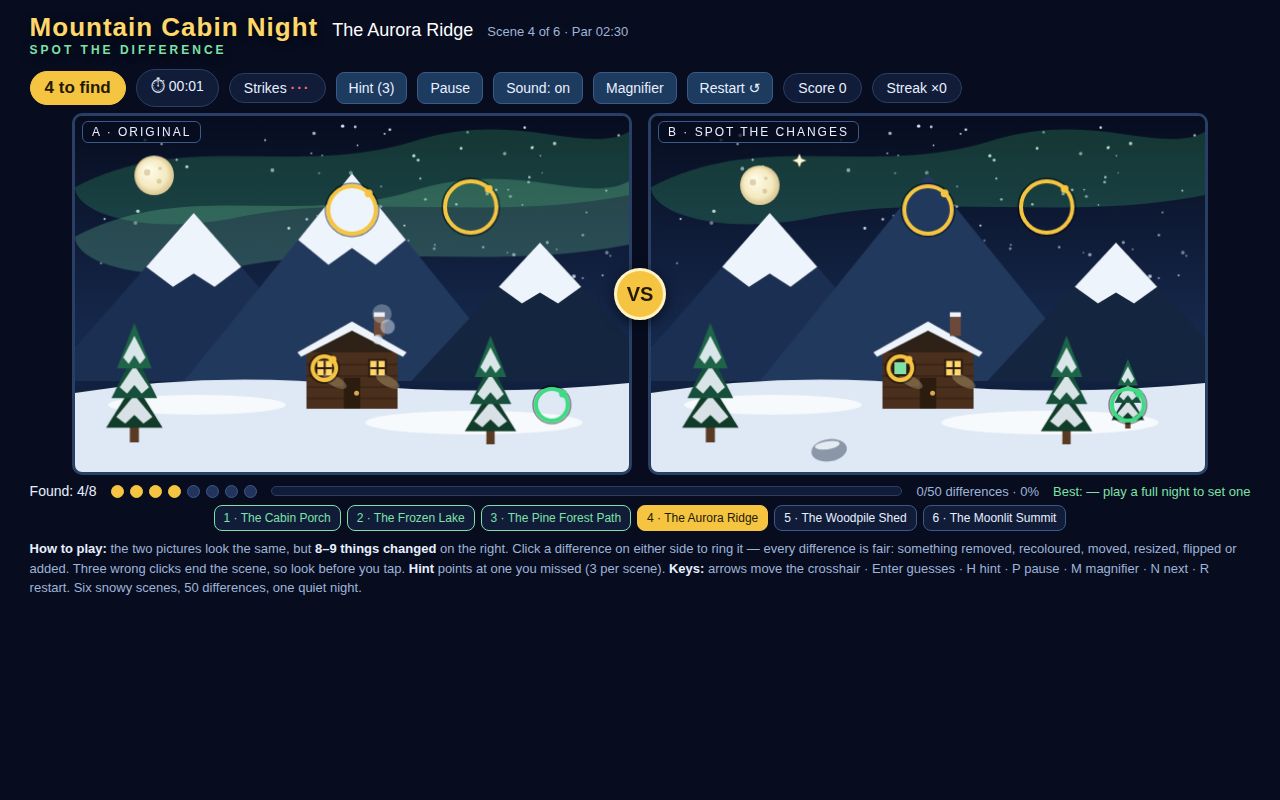 Mountain Cabin Night The Aurora Ridge Scene 4 of 6 · Par 02:30
SPOT THE DIFFERENCE
4 to find ⏱ 00:01 Strikes ··· Hint (3) Pause Sound: on Magnifier Restart ↺ Score 0 Streak ×0
A · ORIGINAL B · SPOT THE CHANGES
VS
Found: 4/8 0/50 differences · 0% Best: — play a full night to set one
1 · The Cabin Porch 2 · The Frozen Lake 3 · The Pine Forest Path 4 · The Aurora Ridge 5 · The Woodpile Shed 6 · The Moonlit Summit
How to play: the two pictures look the same, but 8–9 things changed on the right. Click a difference on either side to ring it — every difference is fair: something removed, recoloured, moved, resized, flipped or
added. Three wrong clicks end the scene, so look before you tap. Hint points at one you missed (3 per scene). Keys: arrows move the crosshair · Enter guesses · H hint · P pause · M magnifier · N next · R
restart. Six snowy scenes, 50 differences, one quiet night.